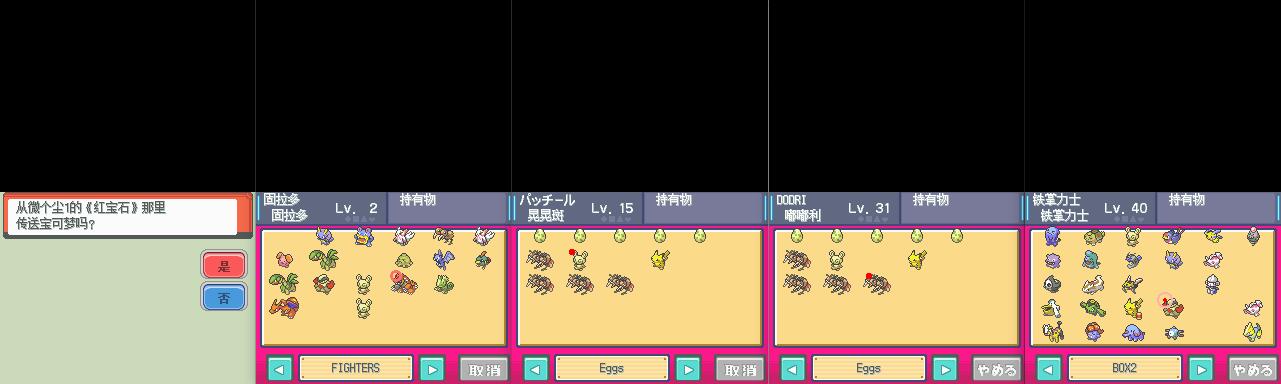 从微个尘1的《红宝石》那里
传送宝可梦吗?
是
否
固拉多
固拉多
Lv. 2
持有物
FIGHTERS
取消
パッチール
晃晃斑
Lv. 15
持有物
Eggs
取消
DODRI
嘟嘟利
Lv. 31
持有物
Eggs
やめる
铁掌力士
铁掌力士
Lv. 40
持有物
BOX2
やめる